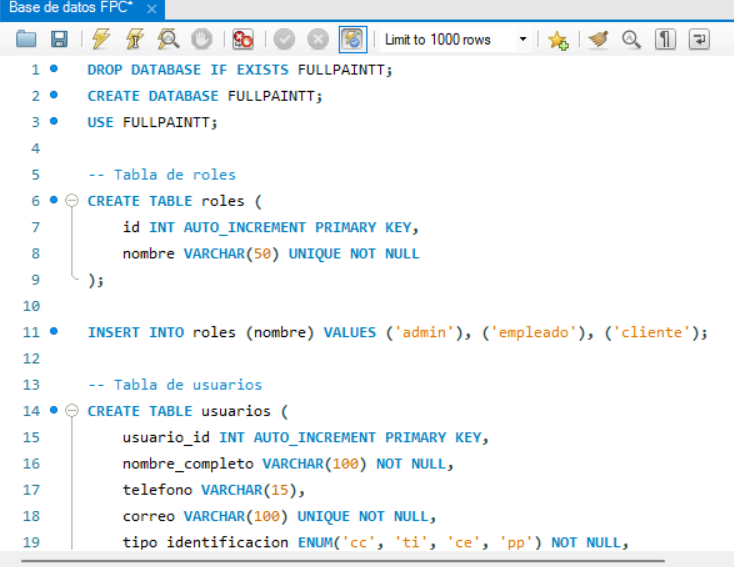 Base de datos FPC*
Limit to 1000 rows
1 DROP DATABASE IF EXISTS FULLPAINTT;
2 CREATE DATABASE FULLPAINTT;
3 USE FULLPAINTT;
4
5 -- Tabla de roles
6 CREATE TABLE roles (
7 id INT AUTO_INCREMENT PRIMARY KEY,
8 nombre VARCHAR(50) UNIQUE NOT NULL
9 );
10
11 INSERT INTO roles (nombre) VALUES ('admin'), ('empleado'), ('cliente');
12
13 -- Tabla de usuarios
14 CREATE TABLE usuarios (
15 usuario_id INT AUTO_INCREMENT PRIMARY KEY,
16 nombre_completo VARCHAR(100) NOT NULL,
17 telefono VARCHAR(15),
18 correo VARCHAR(100) UNIQUE NOT NULL,
19 tipo identificacion ENUM('cc', 'ti', 'ce', 'pp') NOT NULL,